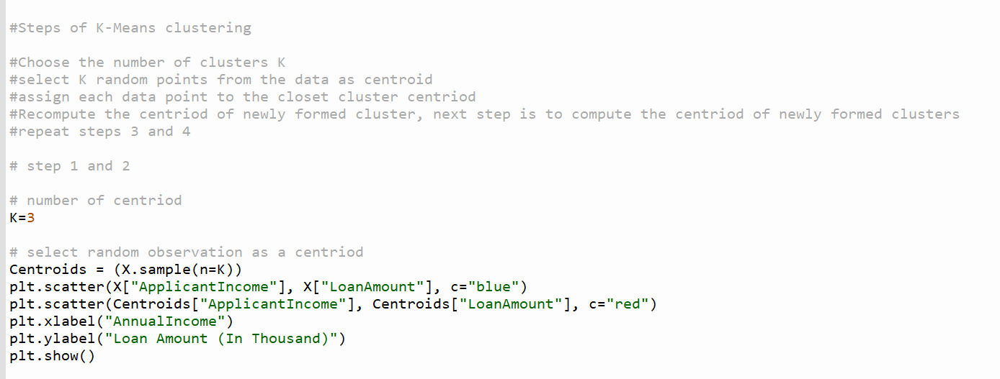 #Steps of K-Means clustering
#Choose the number of clusters K
#select K random points from the data as centroid
#assign each data point to the closet cluster centriod
#Recompute the centriod of newly formed cluster, next step is to compute the centriod of newly formed clusters
#repeat steps 3 and 4
# step 1 and 2
# number of centriod
K=3
# select random observation as a centriod
Centroids = (X.sample(n=K))
plt.scatter(X["ApplicantIncome"], X["LoanAmount"], c="blue")
plt.scatter(Centroids["ApplicantIncome"], Centroids["LoanAmount"], c="red")
plt.xlabel("AnnualIncome")
plt.ylabel("Loan Amount (In Thousand)")
plt.show()